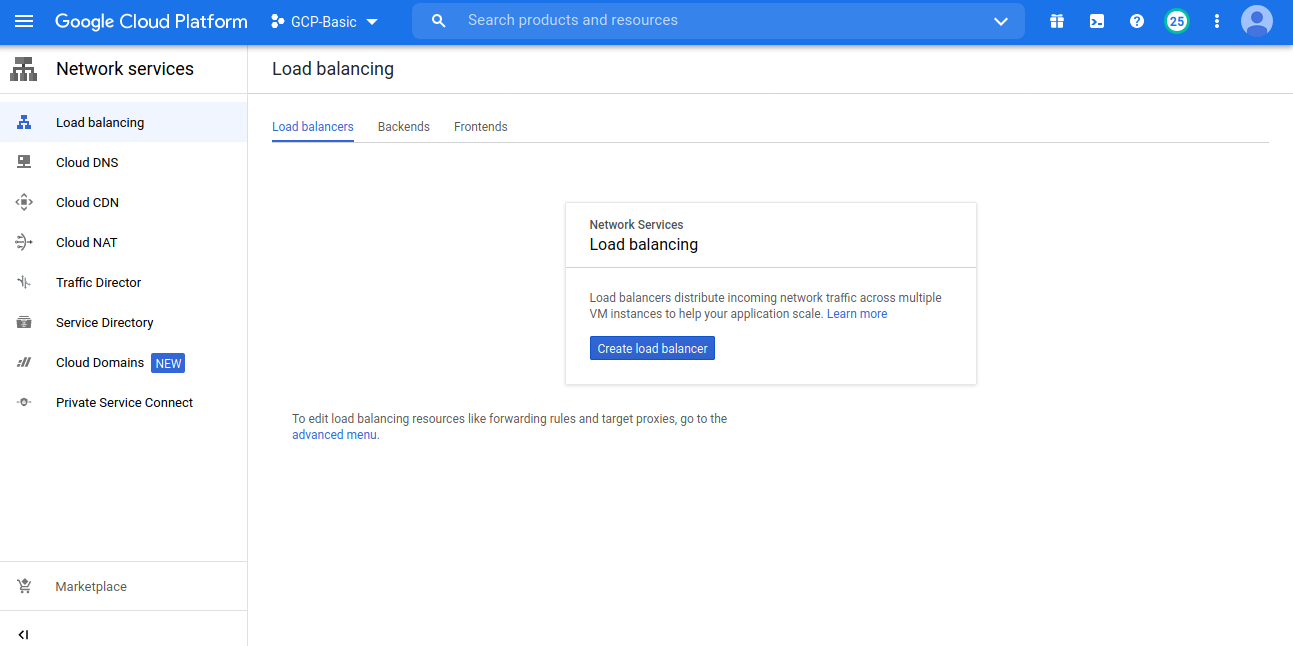 Google Cloud Platform
GCP-Basic
Search products and resources
25
Network services
Load balancing
Cloud DNS
Cloud CDN
Cloud NAT
Traffic Director
Service Directory
Cloud Domains NEW
Private Service Connect
Marketplace
Load balancing
Load balancers Backends Frontends
Network Services
Load balancing
Load balancers distribute incoming network traffic across multiple
VM instances to help your application scale. Learn more
Create load balancer
To edit load balancing resources like forwarding rules and target proxies, go to the
advanced menu.